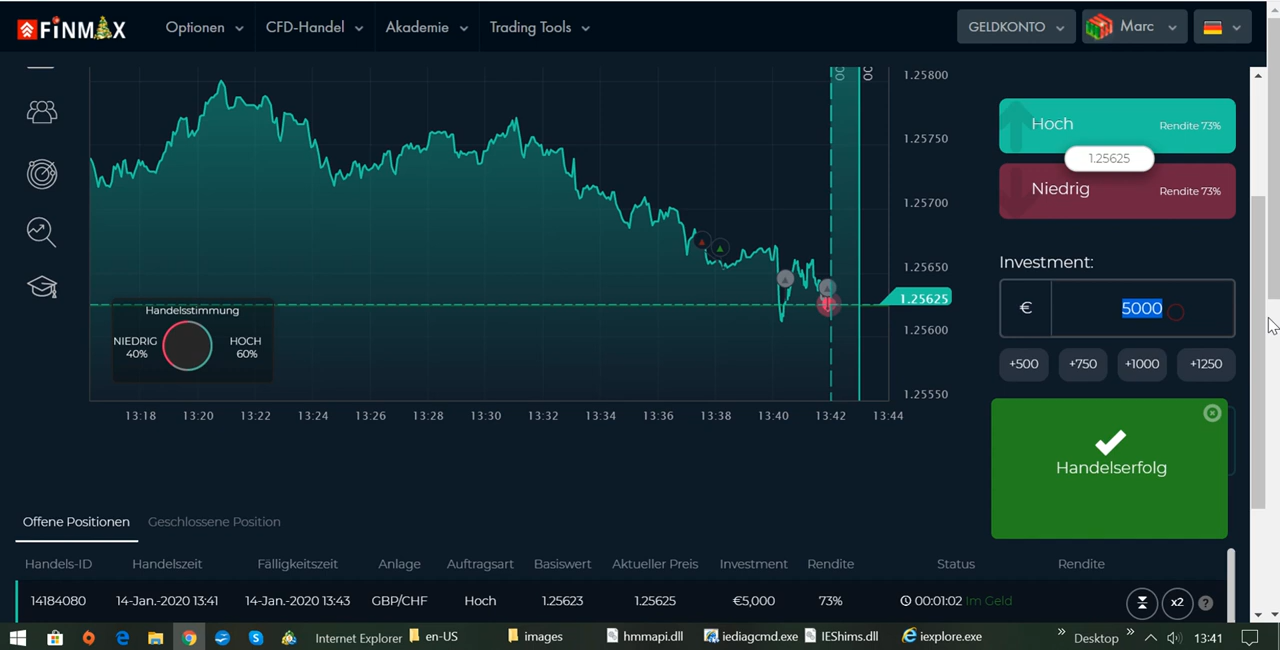 FiNMAX Optionen CFD-Handel Akademie Trading Tools GELDKONTO Marc
1.25800
1.25750
1.25700
1.25650
1.25625
1.25600
1.25550
Handelsstimmung
NIEDRIG HOCH
40% 60%
13:18 13:20 13:22 13:24 13:26 13:28 13:30 13:32 13:34 13:36 13:38 13:40 13:42 13:44
Hoch Rendite 73%
1.25625
Niedrig Rendite 73%
Investment:
€ 5000
+500 +750 +1000 +1250
Handelserfolg
Offene Positionen Geschlossene Position
Handels-ID Handelszeit Fälligkeitszeit Anlage Auftragsart Basiswert Aktueller Preis Investment Rendite Status Rendite
14184080 14-Jan.-2020 13:41 14-Jan.-2020 13:43 GBP/CHF Hoch 1.25623 1.25625 €5,000 73% 00:01:02 Im Geld x2 ?
Internet Explorer en-US images hmmapi.dll iediagcmd.exe IEShims.dll iexplore.exe Desktop 13:41